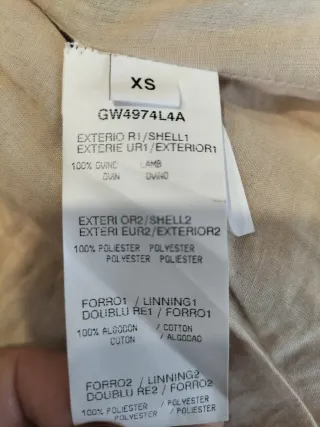 XS
GW4974L4A
EXTERIO R1/SHELL1
EXTERIE UR1/EXTERIOR1
100% OVINO LAMB
OVIN OVINO
EXTERI OR2/SHELL2
EXTERI EUR2/EXTERIOR2
100% POLIESTER POLYESTER
POLYESTER POLIESTER
FORRO1 / LINNING1
DOUBLU RE1 / FORRO1
100% ALGODON / COTTON
COTON / ALGODAO
FORRO2 / LINNING2
DOUBLU RE2 / FORRO2
100% POLIESTER / POLYESTER
POLYESTER / POLIESTER